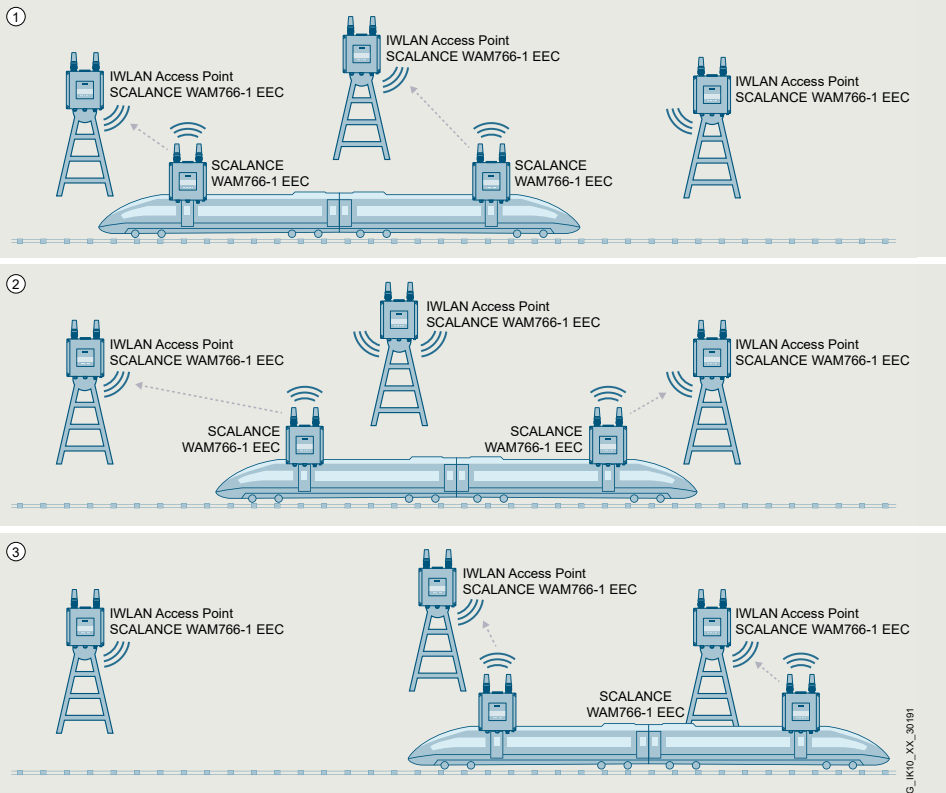 1
IWLAN Access Point
SCALANCE WAM766-1 EEC
IWLAN Access Point
SCALANCE WAM766-1 EEC
IWLAN Access Point
SCALANCE WAM766-1 EEC
SCALANCE
WAM766-1 EEC
SCALANCE
WAM766-1 EEC
2
IWLAN Access Point
SCALANCE WAM766-1 EEC
IWLAN Access Point
SCALANCE WAM766-1 EEC
IWLAN Access Point
SCALANCE WAM766-1 EEC
SCALANCE
WAM766-1 EEC
SCALANCE
WAM766-1 EEC
3
IWLAN Access Point
SCALANCE WAM766-1 EEC
IWLAN Access Point
SCALANCE WAM766-1 EEC
IWLAN Access Point
SCALANCE WAM766-1 EEC
SCALANCE
WAM766-1 EEC
G_IK10_XX_30191